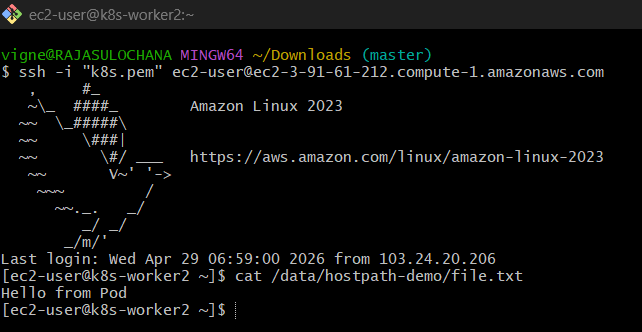 ec2-user@k8s-worker2:~
vigne@RAJASULOCHANA MINGW64 ~/Downloads (master)
$ ssh -i "k8s.pem" ec2-user@ec2-3-91-61-212.compute-1.amazonaws.com
   ,     #_
   ~\_  ####_        Amazon Linux 2023
  ~~  \_#####\
  ~~     \###|
  ~~       \#/ ___   https://aws.amazon.com/linux/amazon-linux-2023
   ~~       V~' '->
    ~~~         /
      ~~._.   _/
         _/ _/
       _/m/'
Last login: Wed Apr 29 06:59:00 2026 from 103.24.20.206
[ec2-user@k8s-worker2 ~]$ cat /data/hostpath-demo/file.txt
Hello from Pod
[ec2-user@k8s-worker2 ~]$